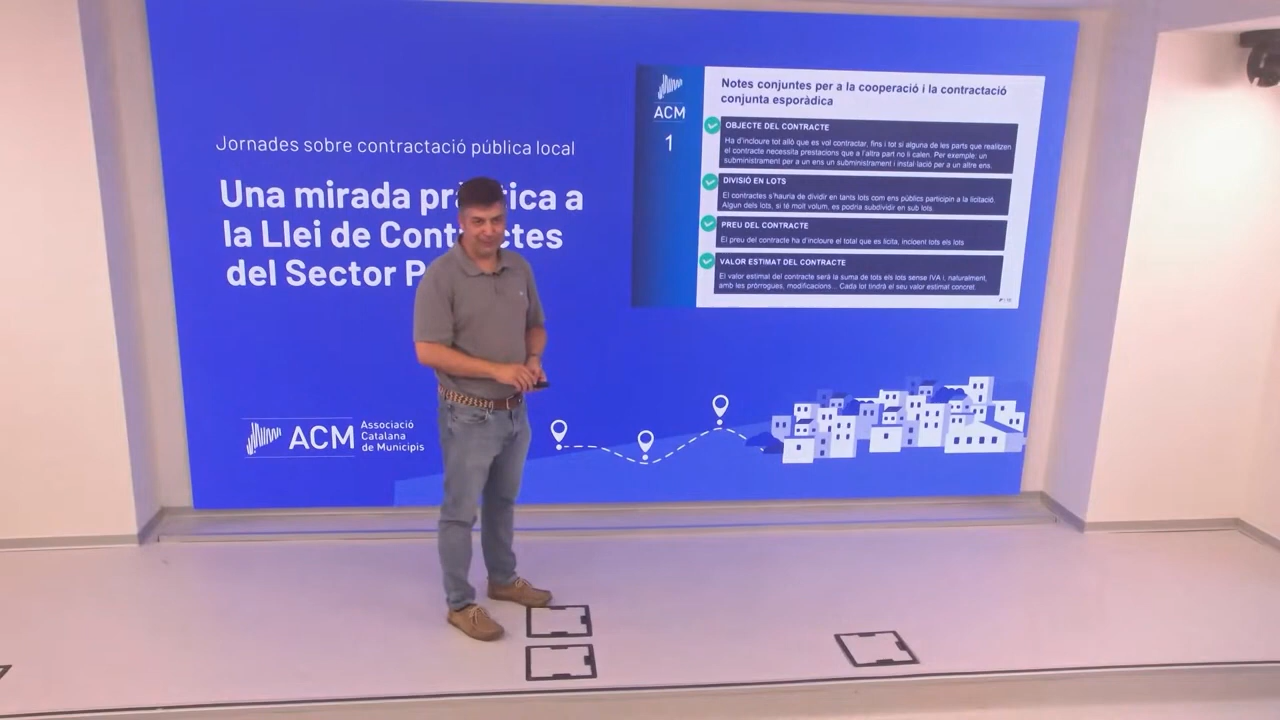 Jornades sobre contractació pública local
Una mirada pràctica a
la Llei de Contractes
del Sector P
ACM
Associació
Catalana
de Municipis
ACM
1
Notes conjuntes per a la cooperació i la contractació
conjunta esporàdica
OBJECTE DEL CONTRACTE
Ha d'incloure tot allò que es vol contractar, fins i tot si alguna de les parts que realitzen
el contracte necessita prestacions que a l'altra part no li calen. Per exemple: un
subministrament per a un ens un subministrament i instal·lació per a un altre ens.
DIVISIÓ EN LOTS
El contractes s'hauria de dividir en tants lots com ens públics participin a la licitació.
Algun dels lots, si té molt volum, es podria subdividir en sub lots.
PREU DEL CONTRACTE
El preu del contracte ha d'incloure el total que es licita, incloent tots els lots
VALOR ESTIMAT DEL CONTRACTE
El valor estimat del contracte serà la suma de tots els lots sense IVA i, naturalment,
amb les pròrrogues, modificacions... Cada lot tindrà el seu valor estimat concret.